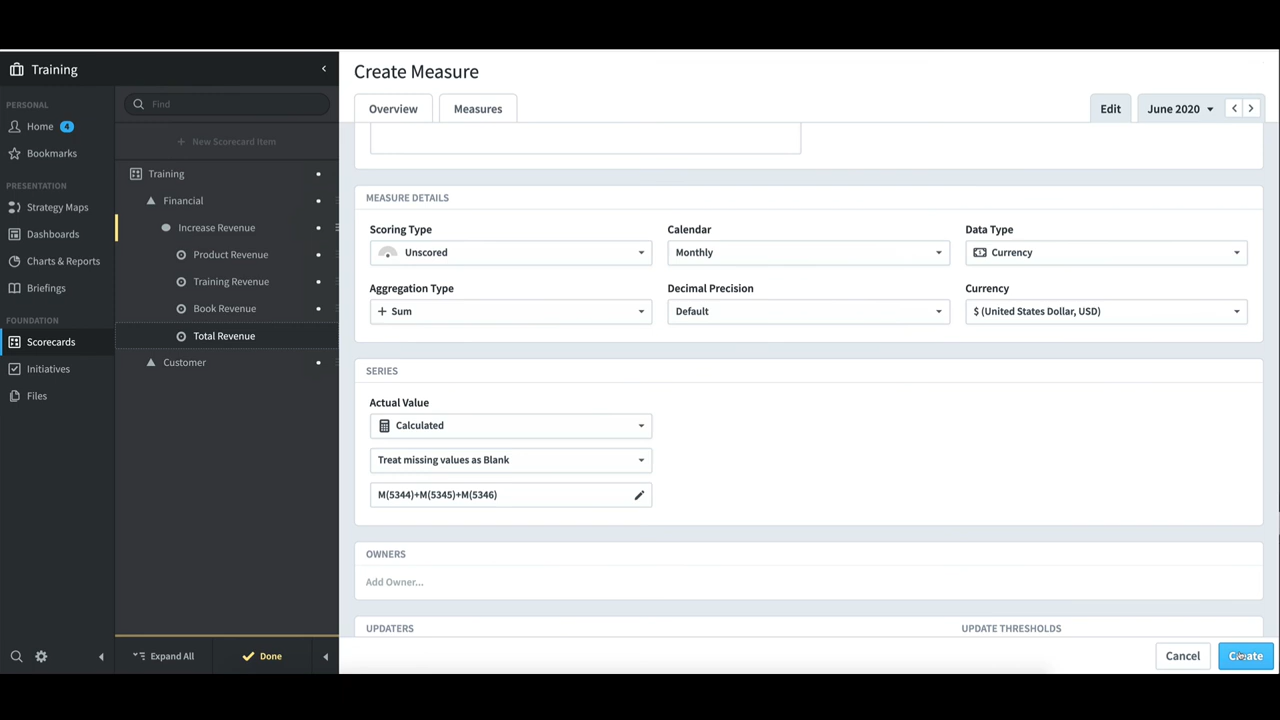 Training
PERSONAL
Home 4
Bookmarks
PRESENTATION
Strategy Maps
Dashboards
Charts & Reports
Briefings
FOUNDATION
Scorecards
Initiatives
Files
Find
+ New Scorecard Item
Training
Financial
Increase Revenue
Product Revenue
Training Revenue
Book Revenue
Total Revenue
Customer
Expand All
Done
Create Measure
Overview
Measures
Edit
June 2020
MEASURE DETAILS
Scoring Type
Calendar
Data Type
Unscored
Monthly
Currency
Aggregation Type
Decimal Precision
Currency
+ Sum
Default
$ (United States Dollar, USD)
SERIES
Actual Value
Calculated
Treat missing values as Blank
M(5344)+M(5345)+M(5346)
OWNERS
Add Owner...
UPDATERS
UPDATE THRESHOLDS
Cancel
Create